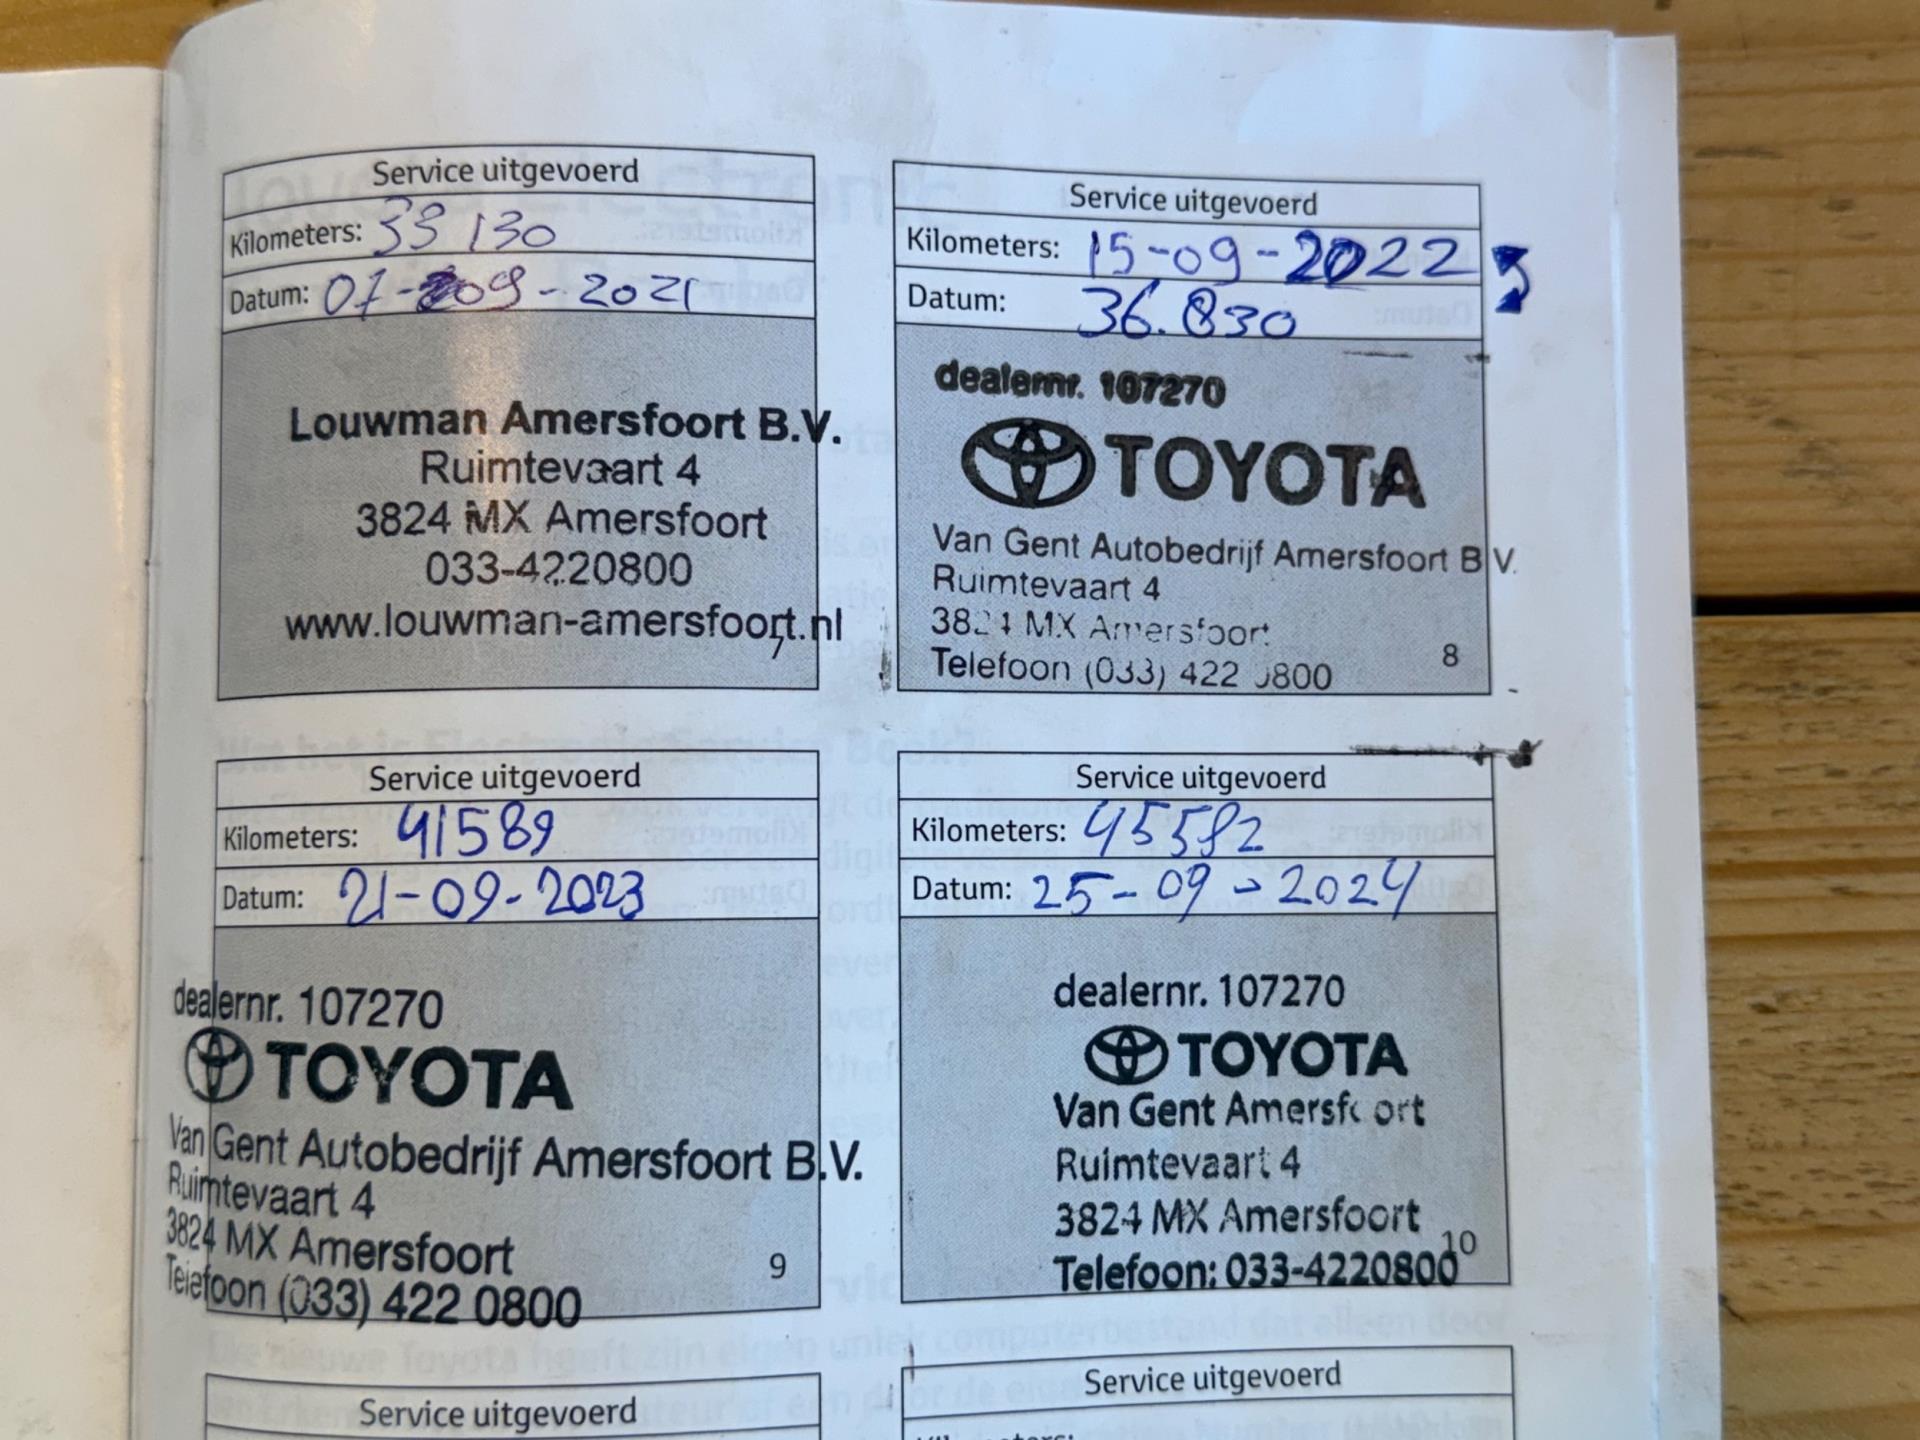 Service uitgevoerd
Kilometers: 33 130
Datum: 07-09-2021
Louwman Amersfoort B.V.
Ruimtevaart 4
3824 MX Amersfoort
033-4220800
www.louwman-amersfoort.nl
7
Service uitgevoerd
Kilometers: 15-09-2022
Datum: 36.830
dealernr. 107270
TOYOTA
Van Gent Autobedrijf Amersfoort B.V.
Ruimtevaart 4
3824 MX Amersfoort
Telefoon (033) 422 0800
8
Service uitgevoerd
Kilometers: 41589
Datum: 21-09-2023
dealernr. 107270
TOYOTA
Van Gent Autobedrijf Amersfoort B.V.
Ruimtevaart 4
3824 MX Amersfoort
Telefoon (033) 422 0800
9
Service uitgevoerd
Kilometers: 45582
Datum: 25-09-2024
dealernr. 107270
TOYOTA
Van Gent Amersfoort
Ruimtevaart 4
3824 MX Amersfoort
Telefoon: 033-4220800
10
Service uitgevoerd
Service uitgevoerd